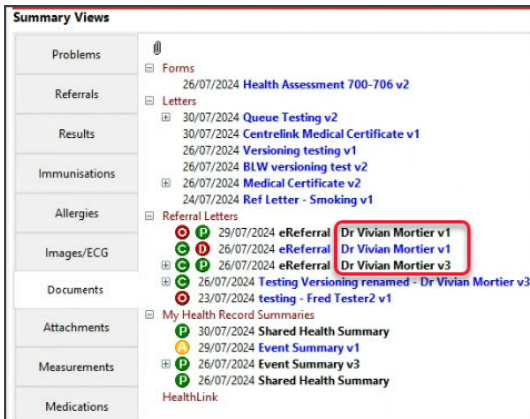 Summary Views
Problems
Referrals
Results
Immunisations
Allergies
Images/ECG
Documents
Attachments
Measurements
Medications
Forms
26/07/2024 Health Assessment 700-706 v2
Letters
30/07/2024 Queue Testing v2
30/07/2024 Centrelink Medical Certificate v1
26/07/2024 Versioning testing v1
26/07/2024 BLW versioning test v2
26/07/2024 Medical Certificate v2
24/07/2024 Ref Letter - Smoking v1
Referral Letters
O P 29/07/2024 eReferral Dr Vivian Mortier v1
C D 26/07/2024 eReferral Dr Vivian Mortier v1
C P 26/07/2024 eReferral Dr Vivian Mortier v3
C 26/07/2024 Testing Versioning renamed - Dr Vivian Mortier v3
O 23/07/2024 testing - Fred Tester2 v1
My Health Record Summaries
P 30/07/2024 Shared Health Summary
A 29/07/2024 Event Summary v1
P 26/07/2024 Event Summary v3
P 26/07/2024 Shared Health Summary
HealthLink